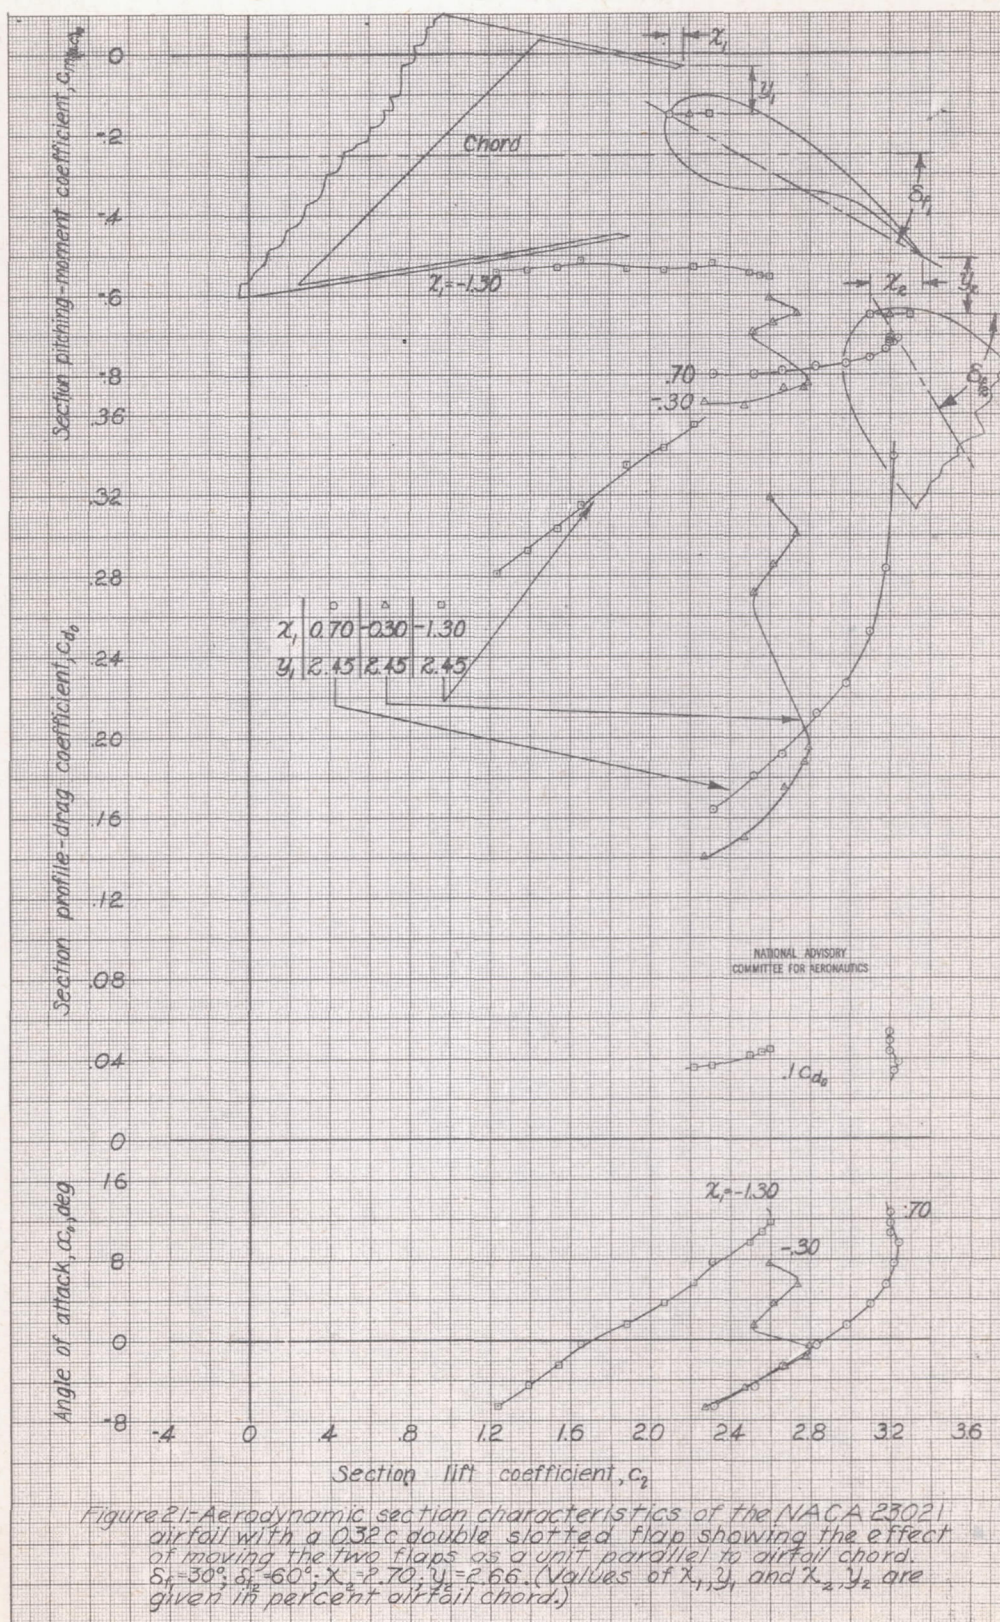 Section pitching-moment coefficient, c
0
-.2
-.4
-.6
-.8
x₁
y₁
Chord
δf₁
x₂
y₂
δf₂
x₁=-1.30
.70
-.30
Section profile-drag coefficient, cd₀
.36
.32
.28
.24
.20
.16
.12
.08
.04
0
x₁ 0.70 -0.30 -1.30
y₁ 2.45 2.45 2.45
NATIONAL ADVISORY
COMMITTEE FOR AERONAUTICS
.1cd₀
Angle of attack, α₀, deg
16
8
0
-8
x₁=-1.30
-.30
.70
-.4 0 .4 .8 1.2 1.6 2.0 2.4 2.8 3.2 3.6
Section lift coefficient, cₗ
Figure 21.-Aerodynamic section characteristics of the NACA 23021
airfoil with a 0.32c double slotted flap showing the effect
of moving the two flaps as a unit parallel to airfoil chord.
δf₁=30°; δf₂=60°; x₂=2.70; y₂=2.66. (Values of x₁, y₁ and x₂, y₂ are
given in percent airfoil chord.)